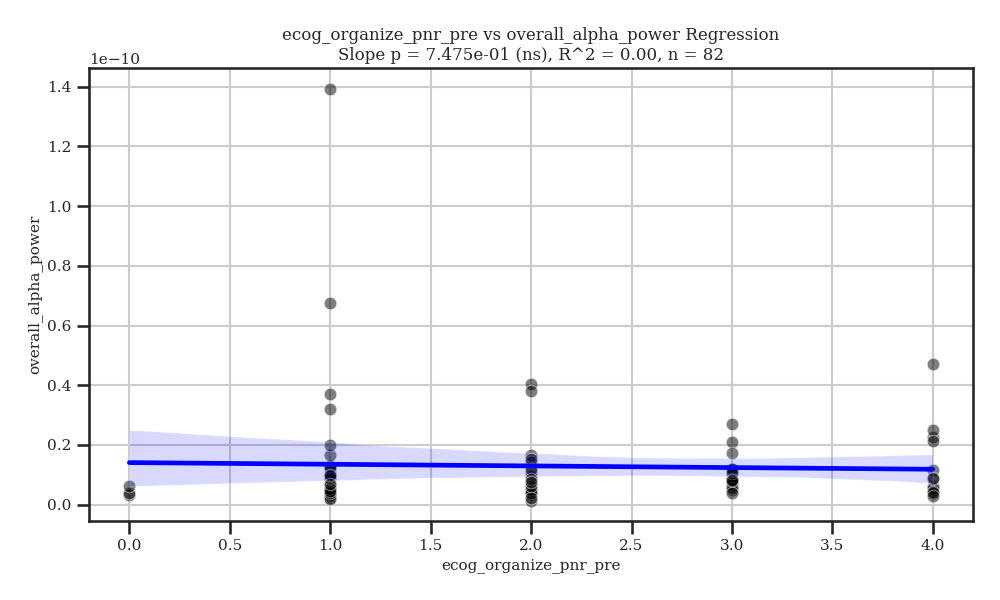 ecog_organize_pnr_pre vs overall_alpha_power Regression
Slope p = 7.475e-01 (ns), R^2 = 0.00, n = 82
1e−10
1.4
1.2
1.0
0.8
0.6
0.4
0.2
0.0
overall_alpha_power
0.0 0.5 1.0 1.5 2.0 2.5 3.0 3.5 4.0
ecog_organize_pnr_pre